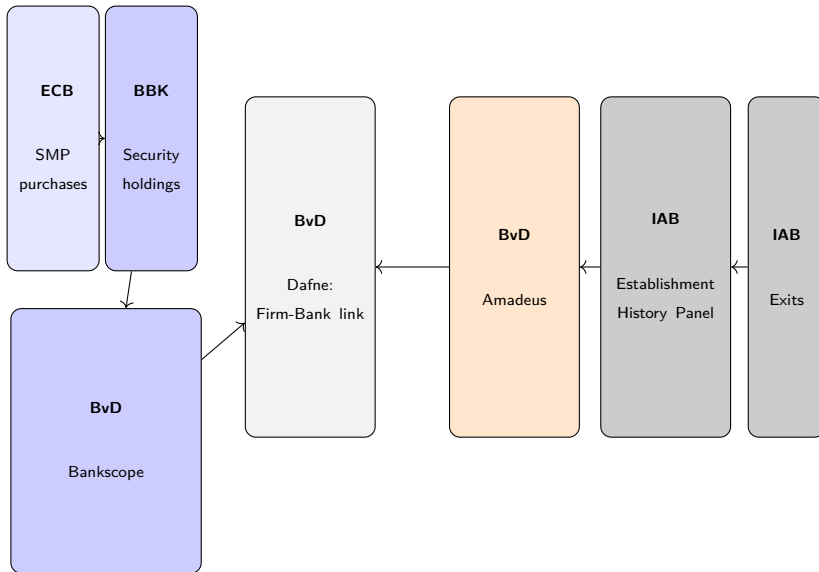 ECB
SMP
purchases
BBK
Security
holdings
BvD
Bankscope
BvD
Dafne:
Firm-Bank link
BvD
Amadeus
IAB
Establishment
History Panel
IAB
Exits